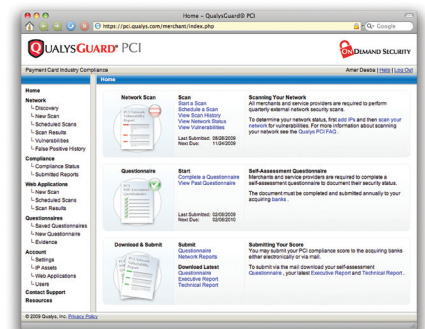 Home - QualysGuard® PCI
https://pci.qualys.com/merchant/index.php
Google
QUALYSGUARD® PCI
ON DEMAND SECURITY
Payment Card Industry Compliance
Amer Deeba | Help | Log Out
Home
Home
Network
Discovery
New Scan
Scheduled Scans
Scan Results
Vulnerabilities
False Positive History
Compliance
Compliance Status
Submitted Reports
Web Applications
New Scan
Scheduled Scans
Scan Results
Questionnaires
Saved Questionnaires
New Questionnaire
Evidence
Account
Settings
IP Assets
Web Applications
Users
Contact Support
Resources
Network Scan
PCI Network
Vulnerability
Report
Scan
Start a Scan
Schedule a Scan
View Scan History
View Network Status
View Vulnerabilities
Last Submitted: 08/08/2009
Next Due: 11/24/2009
Scanning Your Network
All merchants and service providers are required to perform
quarterly external network security scans.
To determine your network status, first add IPs and then scan your
network for vulnerabilities. For more information about scanning
your network see the Qualys PCI FAQ .
Questionnaire
Start
Complete a Questionnaire
View Past Questionnaire
Last Submitted: 02/08/2009
Next Due: 02/08/2010
Self-Assessment Questionnaire
Merchants and service providers are required to complete a
self-assessment questionnaire to document their security status.
The document must be completed and submitted annually to your
acquiring banks .
Download & Submit
Submit
Questionnaire
Network Reports
Download Latest
Questionnaire
Executive Report
Technical Report
Submitting Your Score
You may submit your PCI compliance score to the acquiring banks
either electronically or via mail.
To submit via the mail download your self-assessment
Questionnaire , your latest Executive Report and Technical Report .
© 2009 Qualys, Inc. Privacy Policy